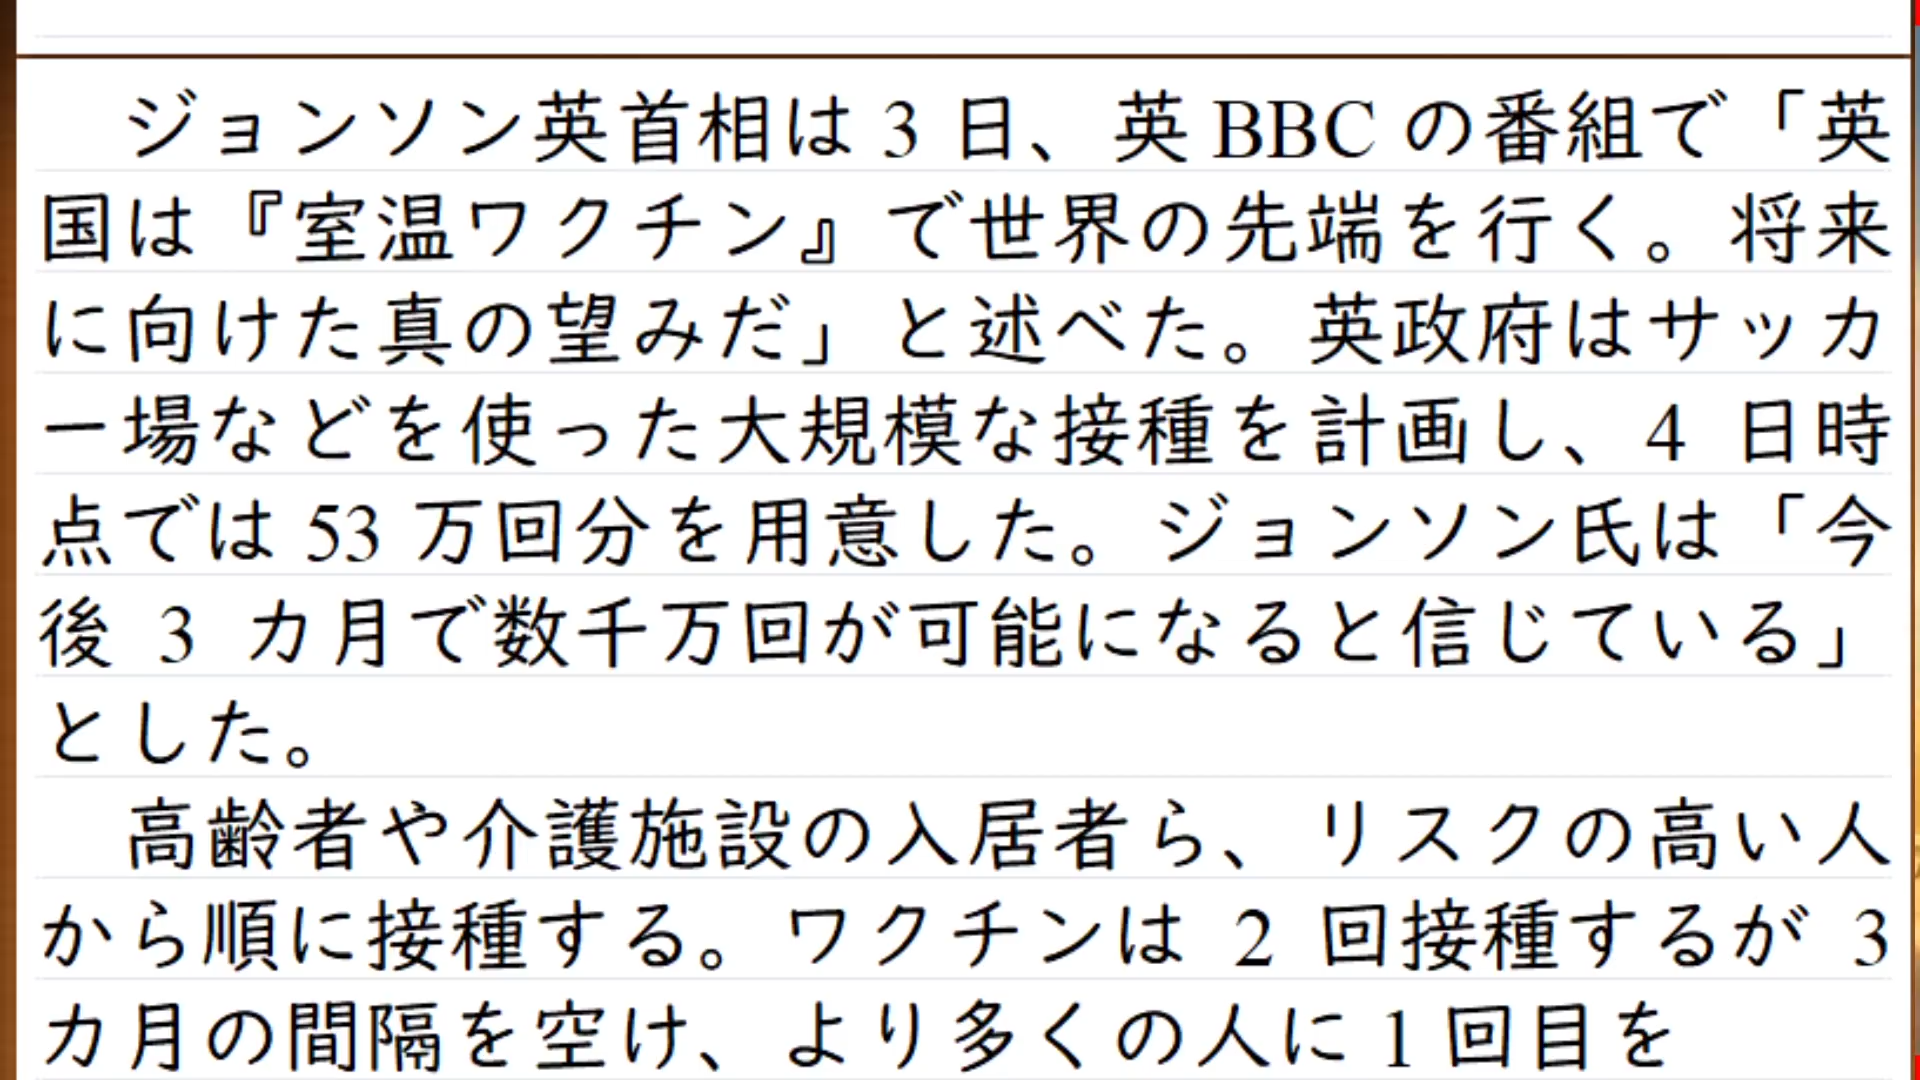 ジョンソン英首相は3日、英BBCの番組で「英
国は『室温ワクチン』で世界の先端を行く。将来
に向けた真の望みだ」と述べた。英政府はサッカ
ー場などを使った大規模な接種を計画し、4日時
点では53万回分を用意した。ジョンソン氏は「今
後3カ月で数千万回が可能になると信じている」
とした。
高齢者や介護施設の入居者ら、リスクの高い人
から順に接種する。ワクチンは2回接種するが3
カ月の間隔を空け、より多くの人に1回目を